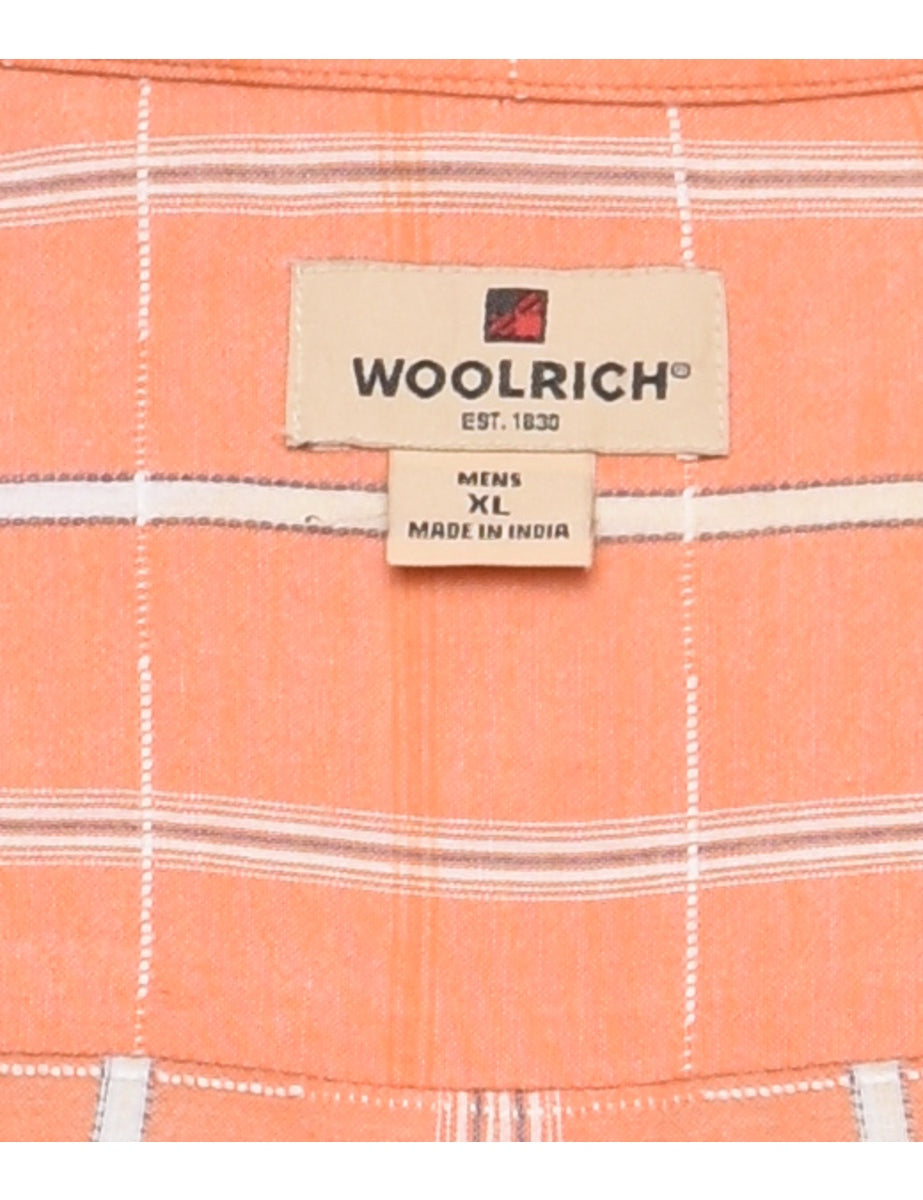 WOOLRICH®
EST. 1830
MENS
XL
MADE IN INDIA